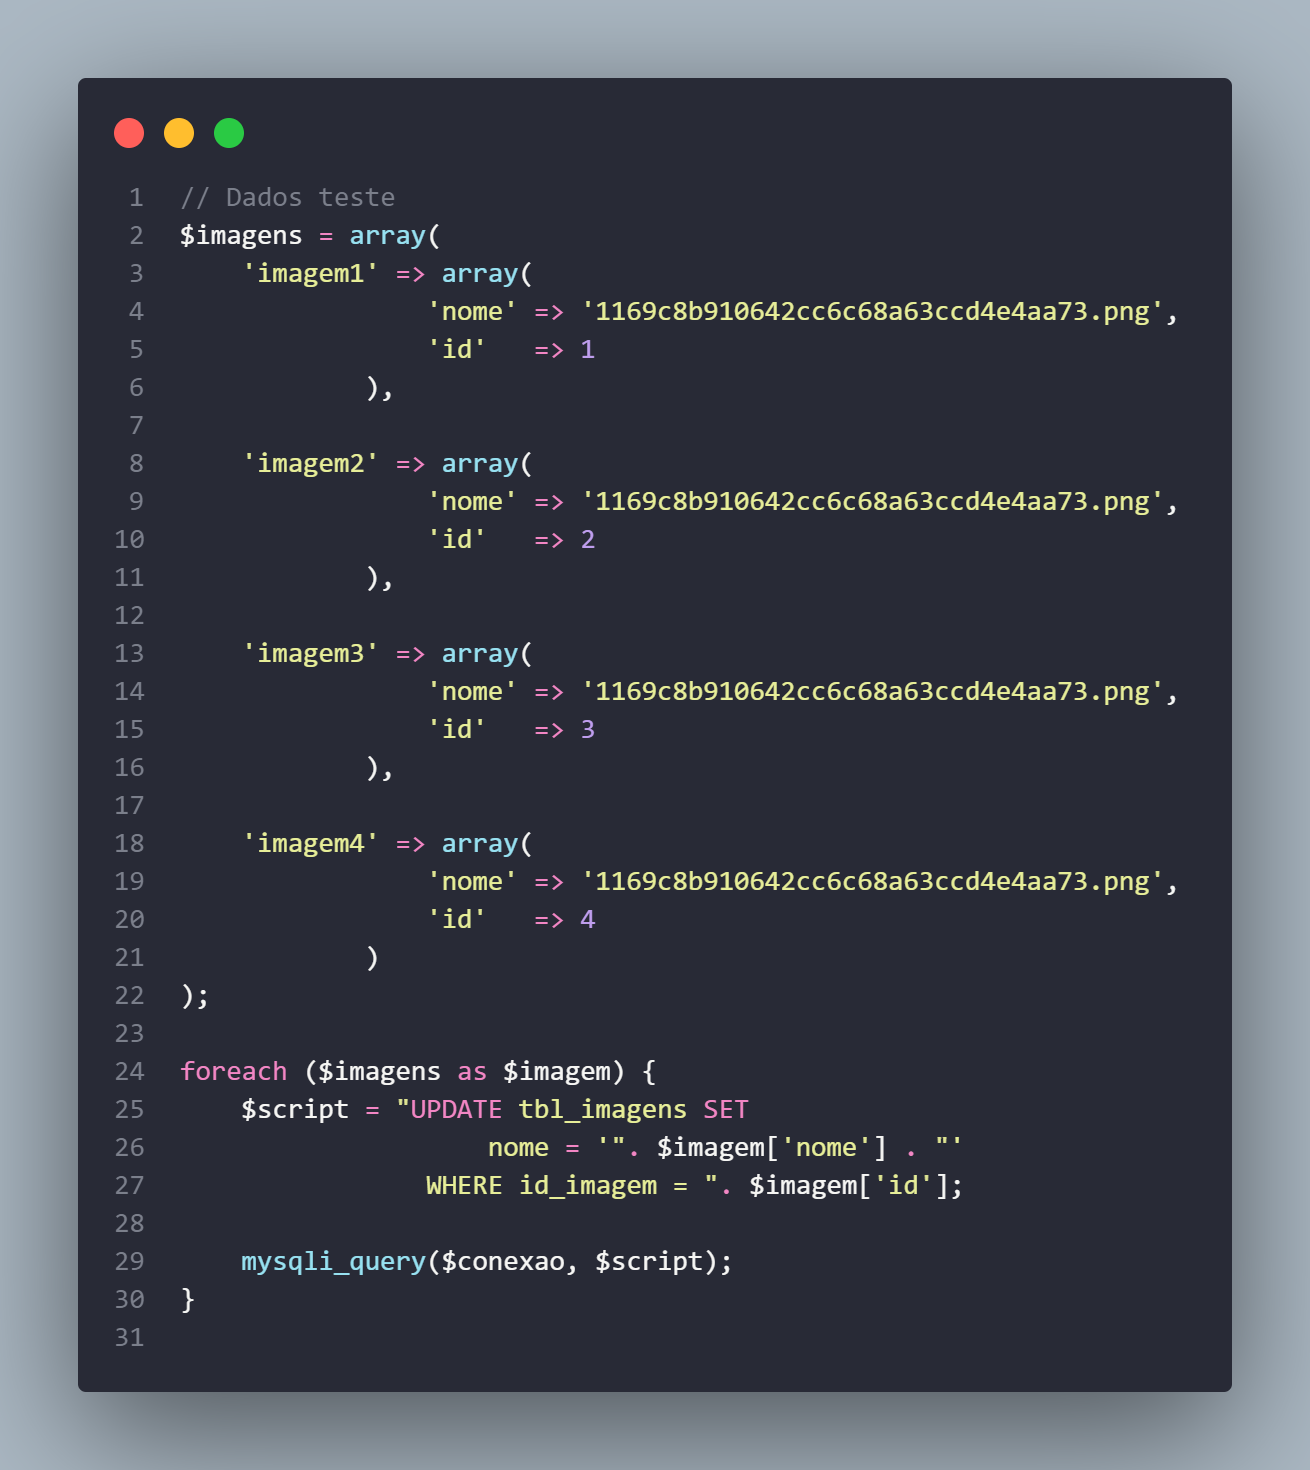 1 // Dados teste
2 $imagens = array(
3     'imagem1' => array(
4                 'nome' => '1169c8b910642cc6c68a63ccd4e4aa73.png',
5                 'id'   => 1
6             ),
7
8     'imagem2' => array(
9                 'nome' => '1169c8b910642cc6c68a63ccd4e4aa73.png',
10                 'id'   => 2
11             ),
12
13     'imagem3' => array(
14                 'nome' => '1169c8b910642cc6c68a63ccd4e4aa73.png',
15                 'id'   => 3
16             ),
17
18     'imagem4' => array(
19                 'nome' => '1169c8b910642cc6c68a63ccd4e4aa73.png',
20                 'id'   => 4
21             )
22 );
23
24 foreach ($imagens as $imagem) {
25     $script = "UPDATE tbl_imagens SET
26                     nome = '". $imagem['nome'] . "'
27                 WHERE id_imagem = ". $imagem['id'];
28
29     mysqli_query($conexao, $script);
30 }
31